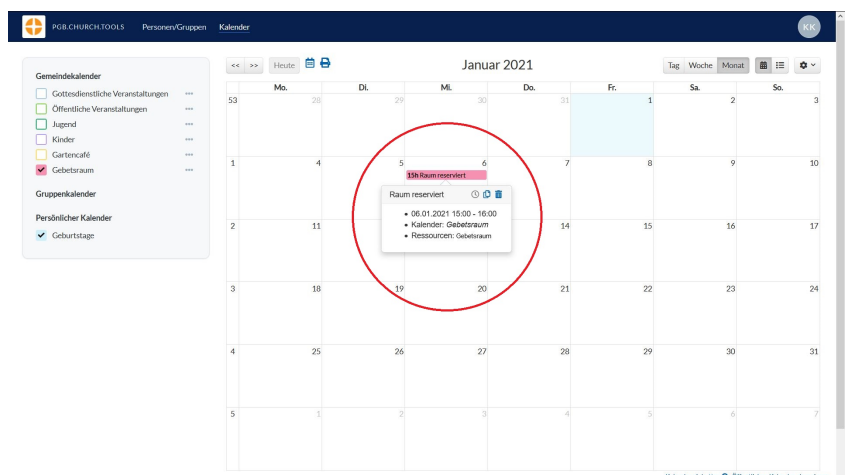 PGB.CHURCH.TOOLS Personen/Gruppen Kalender KK
<< >> Heute Januar 2021 Tag Woche Monat
Gemeindekalender
Gottesdienstliche Veranstaltungen
Öffentliche Veranstaltungen
Jugend
Kinder
Gartencafé
Gebetsraum
Gruppenkalender
Persönlicher Kalender
Geburtstage
Mo. Di. Mi. Do. Fr. Sa. So.
53 28 29 30 31 1 2 3
1 4 5 6 7 8 9 10
15h Raum reserviert
Raum reserviert
06.01.2021 15:00 - 16:00
Kalender: Gebetsraum
Ressourcen: Gebetsraum
2 11 14 15 16 17
3 18 19 20 21 22 23 24
4 25 26 27 28 29 30 31
5 1 2 3 4 5 6 7